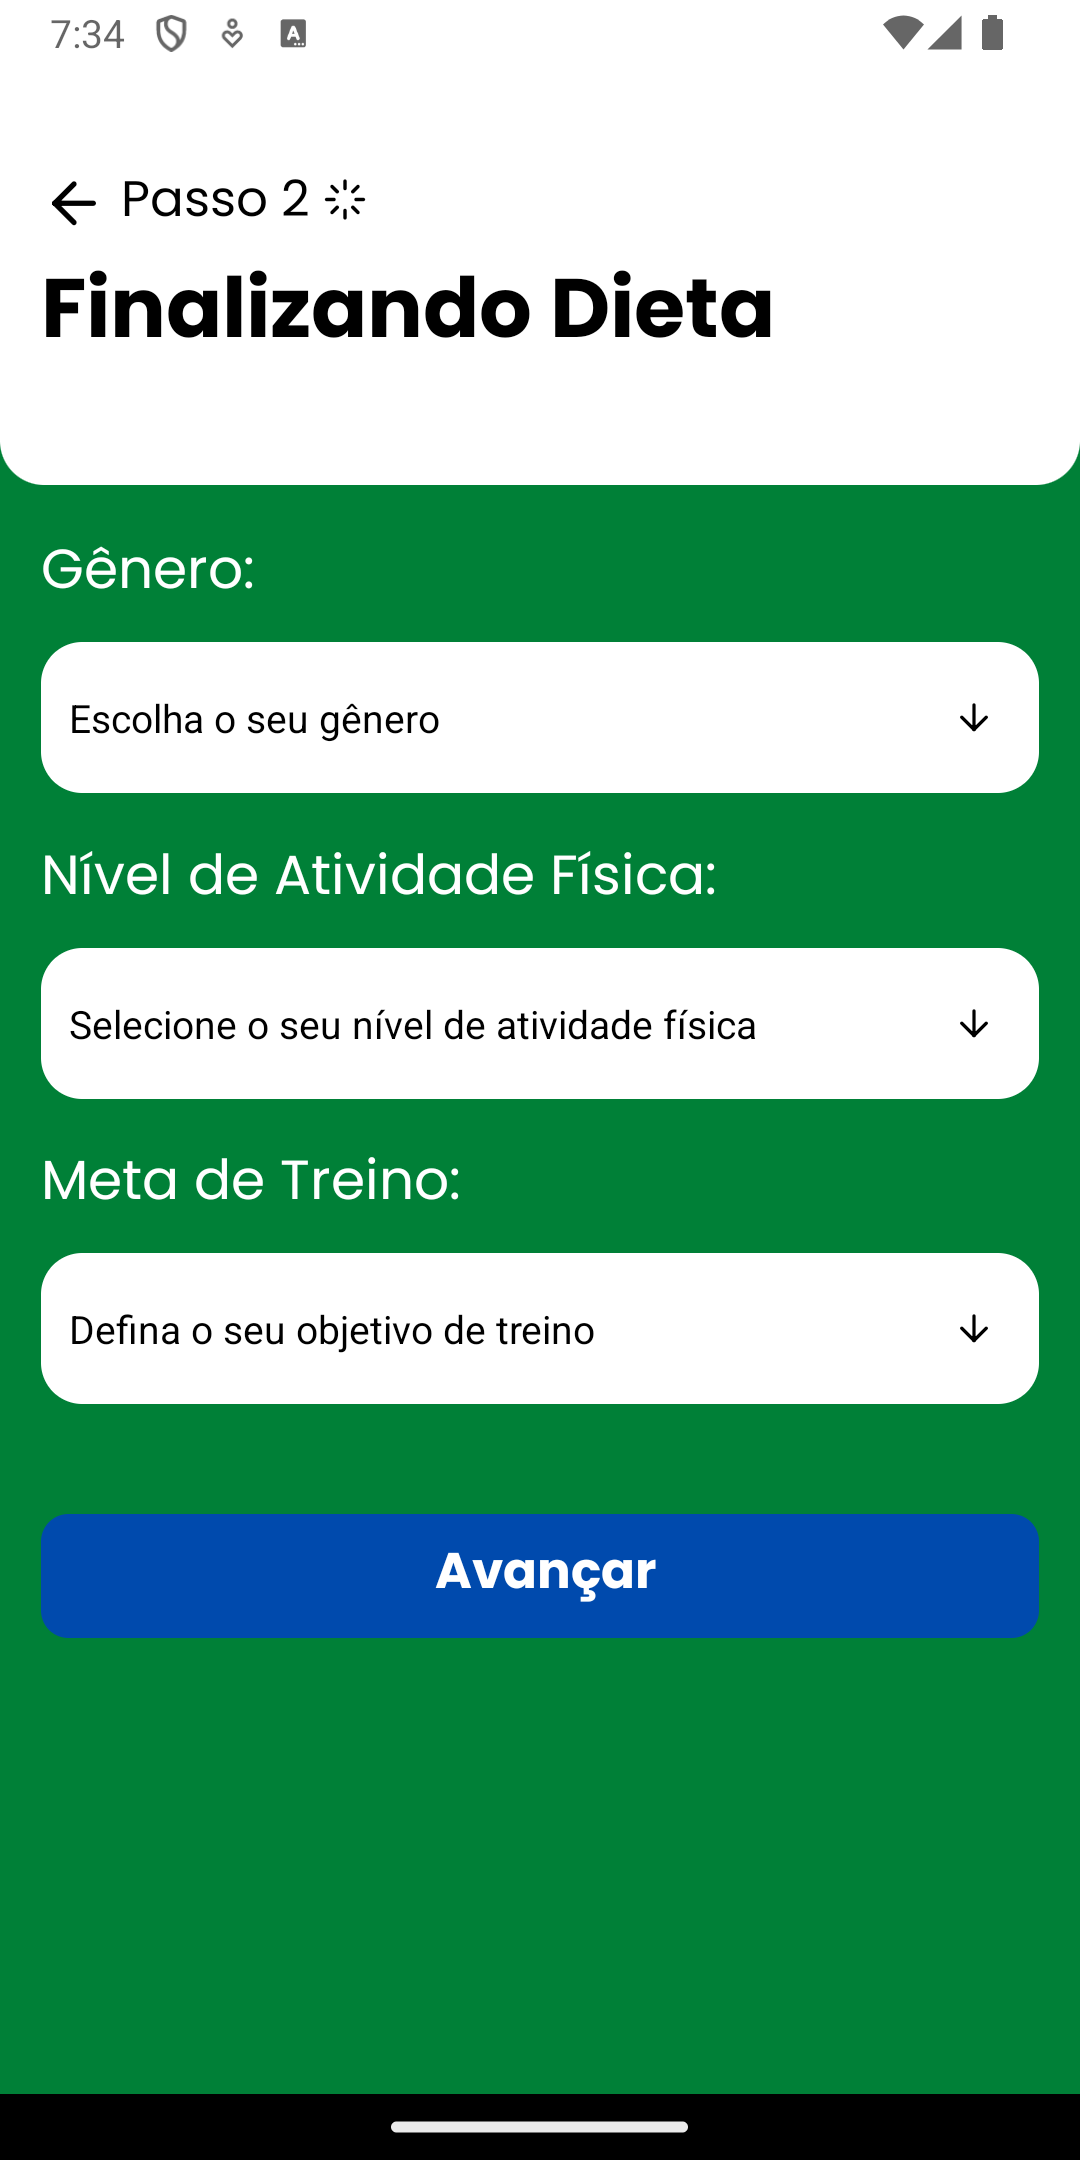 7:34
Passo 2
Finalizando Dieta
Gênero:
Escolha o seu gênero
Nível de Atividade Física:
Selecione o seu nível de atividade física
Meta de Treino:
Defina o seu objetivo de treino
Avançar